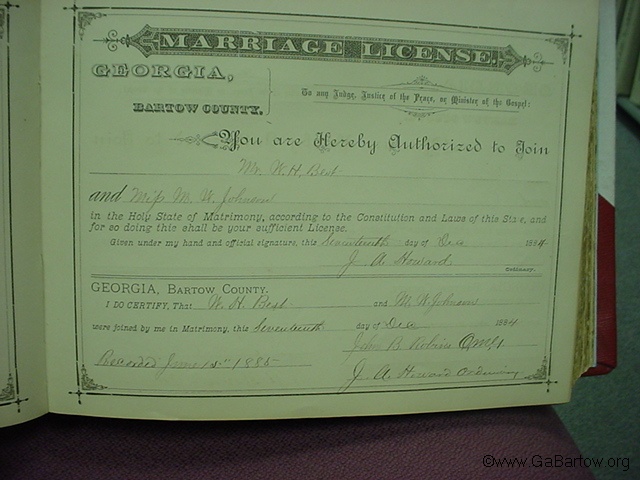 MARRIAGE LICENSE.
GEORGIA,
BARTOW COUNTY.
To any Judge, Justice of the Peace, or Minister of the Gospel:
You are Hereby Authorized to Join
Mr. W. H. Best
and Miss M. W. Johnson
in the Holy State of Matrimony, according to the Constitution and Laws of this State, and
for so doing this shall be your sufficient License.
Given under my hand and official signature, this Seventeenth day of Dec 1884
J. A. Howard
Ordinary.
GEORGIA, BARTOW COUNTY.
I DO CERTIFY, That W. H. Best and M. W. Johnson
were joined by me in Matrimony, this Seventeenth day of Dec 1884
John B.
Recorded 1885
J. A. Howard Ordinary
©www.GaBartow.org